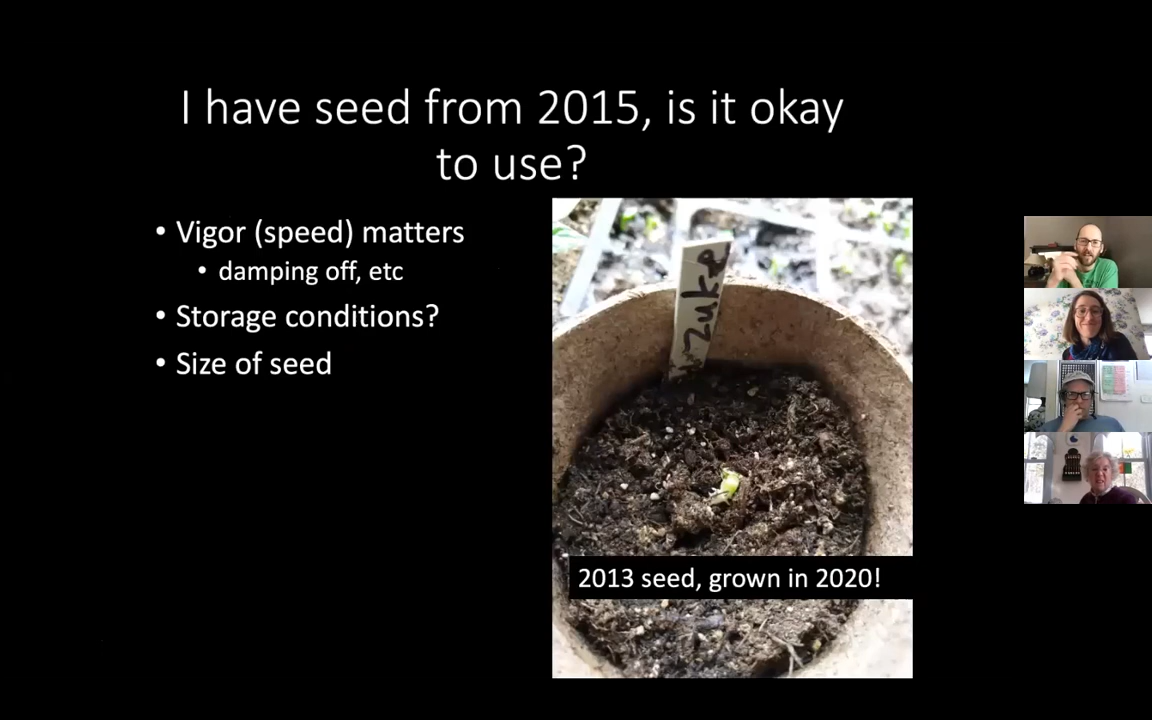 I have seed from 2015, is it okay
to use?
• Vigor (speed) matters
• damping off, etc
• Storage conditions?
• Size of seed
zuke
2013 seed, grown in 2020!